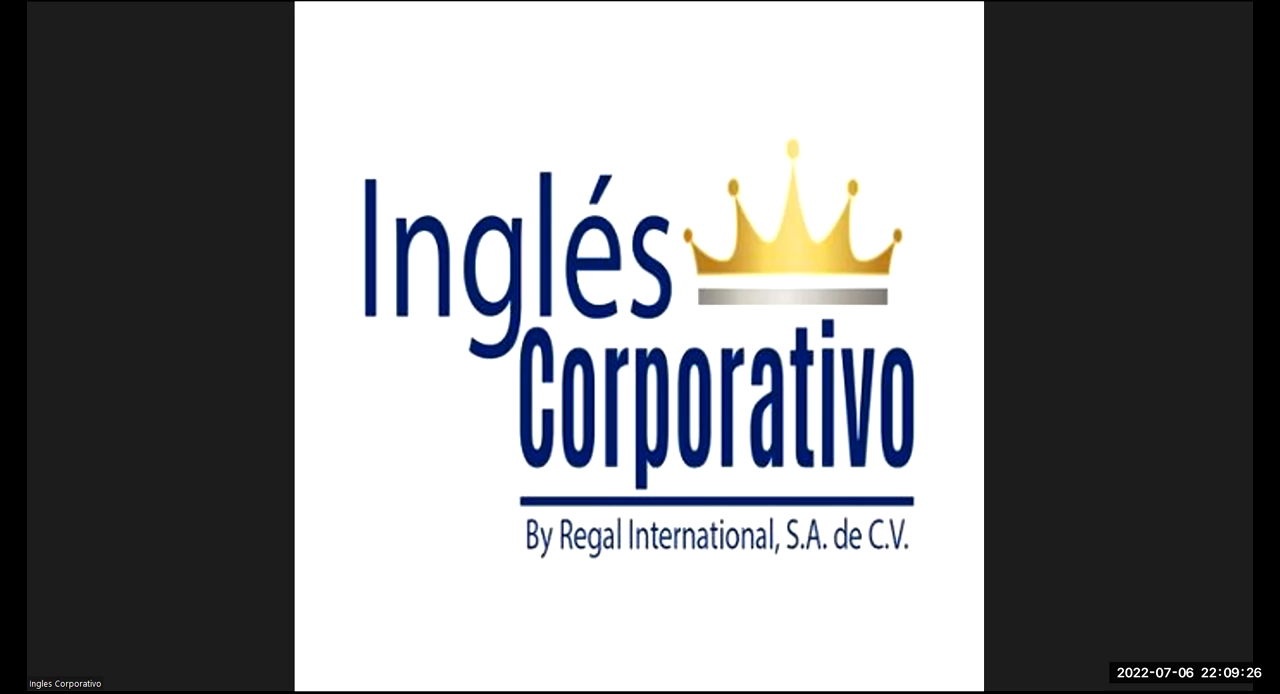 Inglés
Corporativo
By Regal International, S.A. de C.V.
Ingles Corporativo
2022-07-06 22:09:26